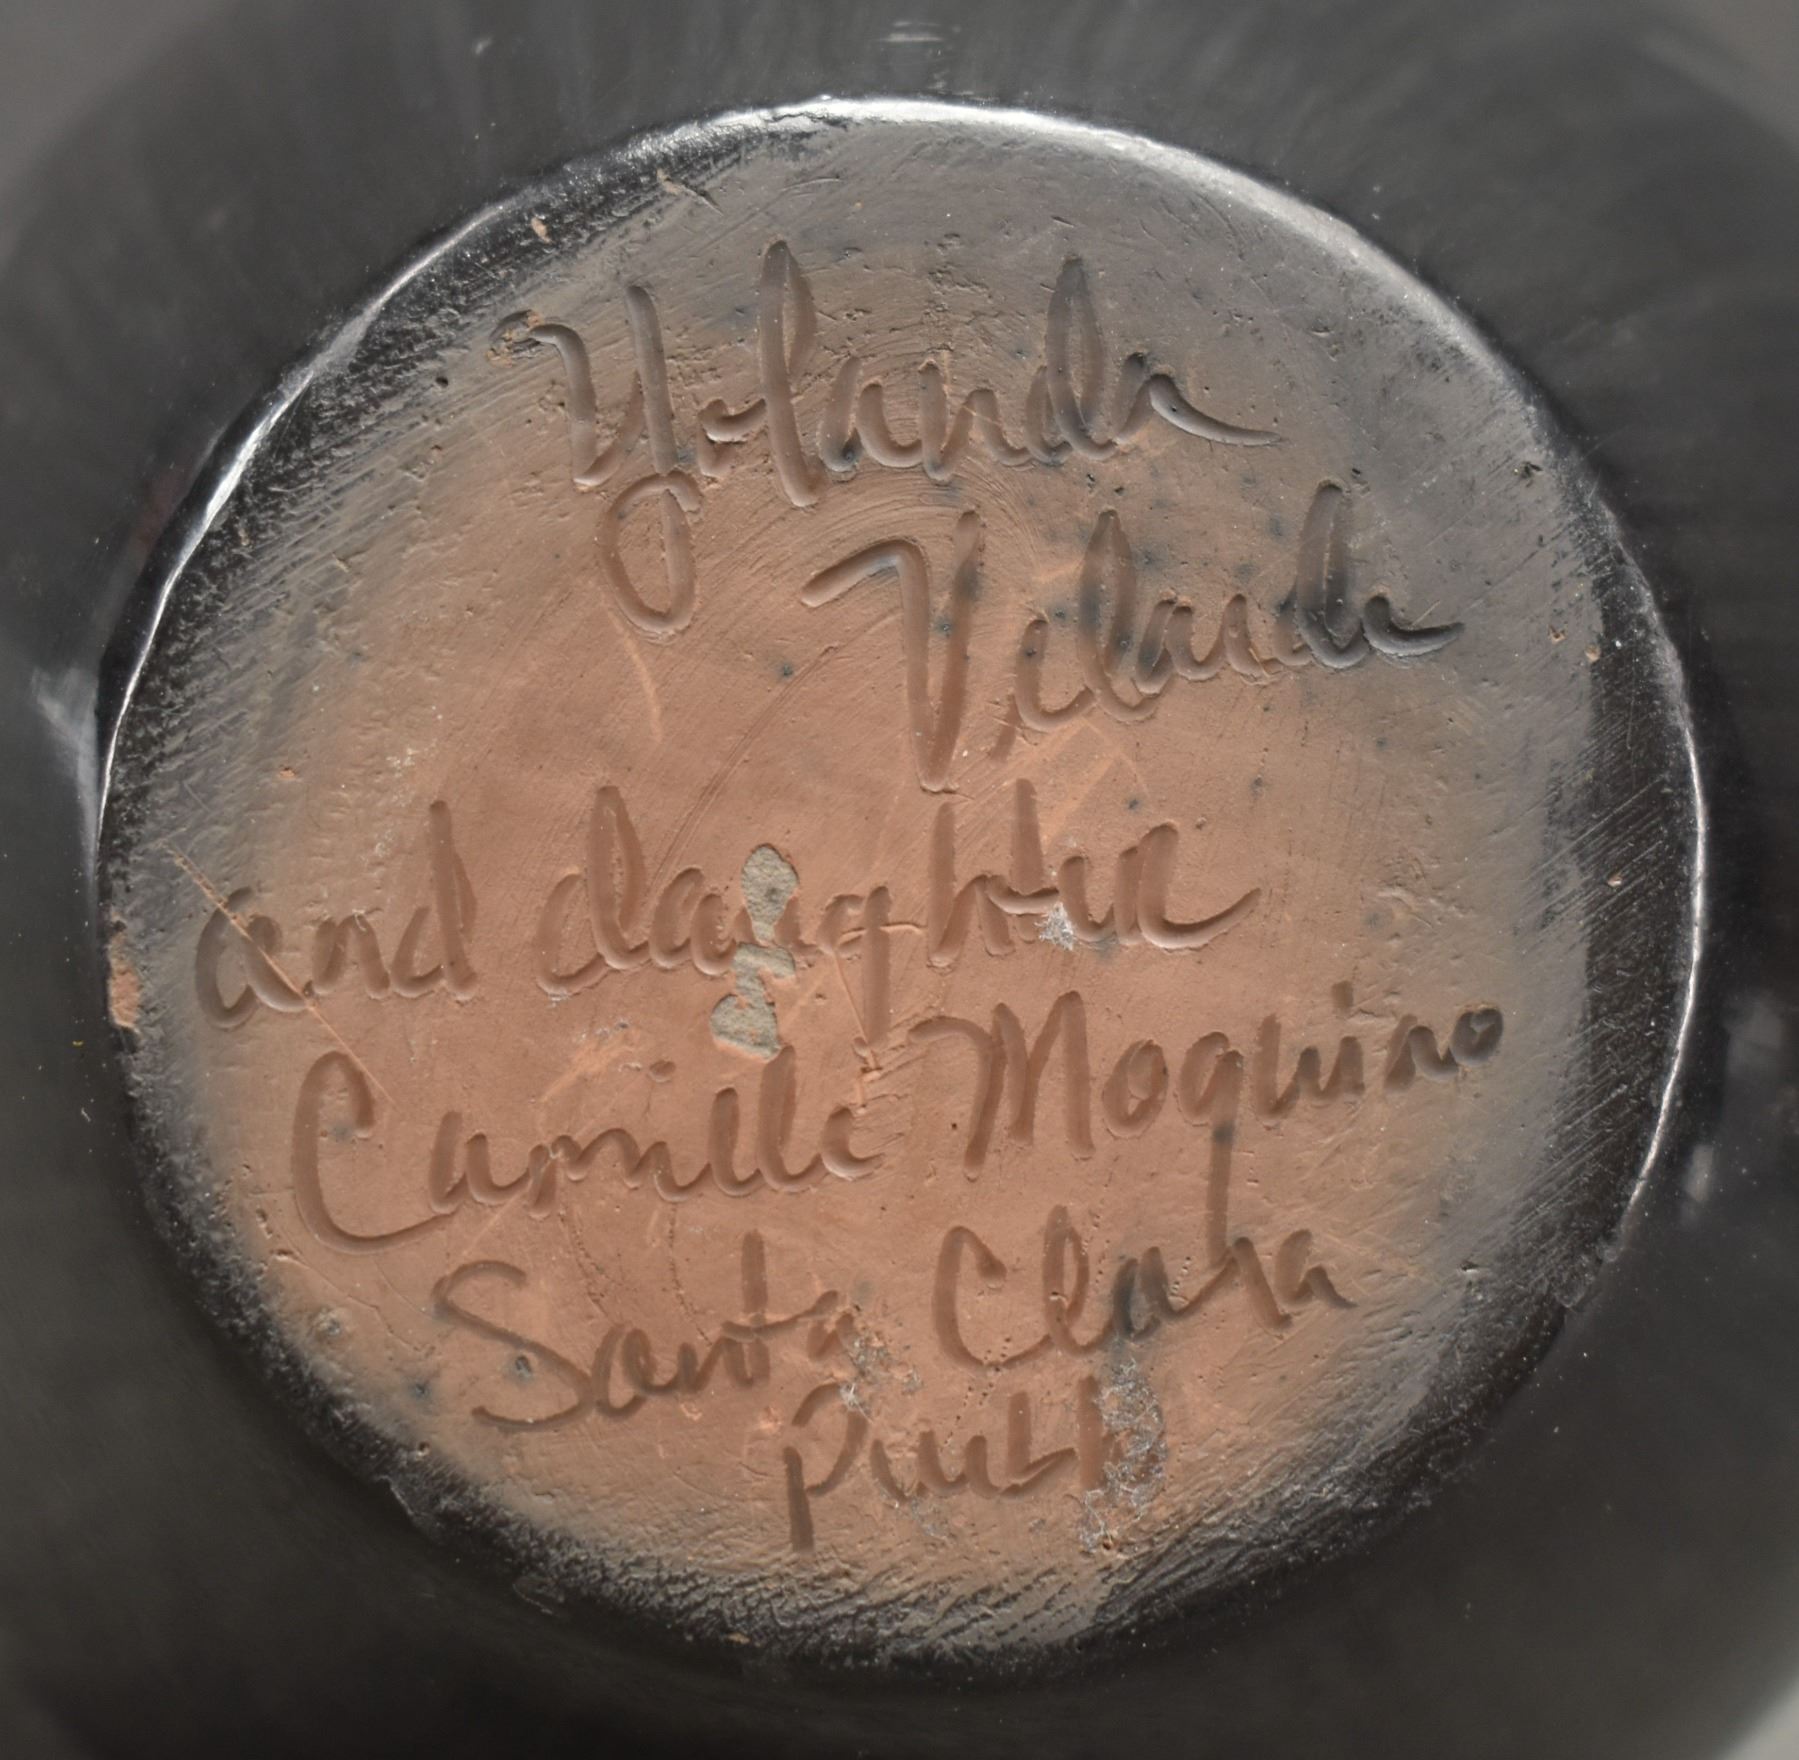 Yolanda
Velarde
and daughter
Camille Moquino
Santa Clara
Pueblo